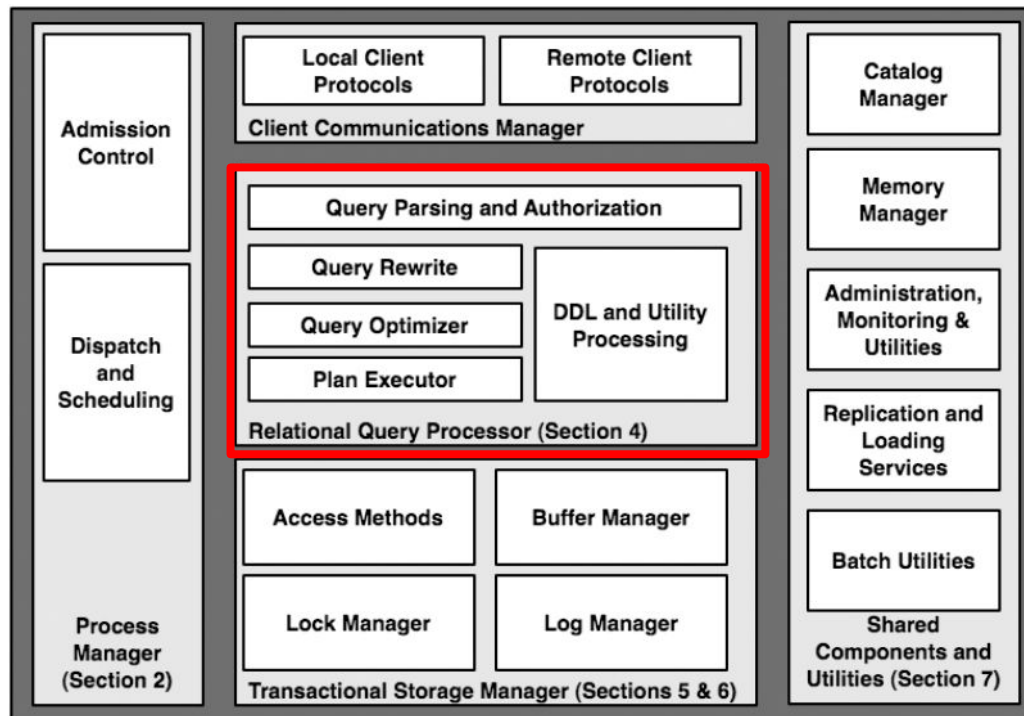 Admission
Control
Dispatch
and
Scheduling
Process
Manager
(Section 2)
Local Client
Protocols
Remote Client
Protocols
Client Communications Manager
Query Parsing and Authorization
Query Rewrite
Query Optimizer
Plan Executor
DDL and Utility
Processing
Relational Query Processor (Section 4)
Access Methods
Buffer Manager
Lock Manager
Log Manager
Transactional Storage Manager (Sections 5 & 6)
Catalog
Manager
Memory
Manager
Administration,
Monitoring &
Utilities
Replication and
Loading
Services
Batch Utilities
Shared
Components and
Utilities (Section 7)